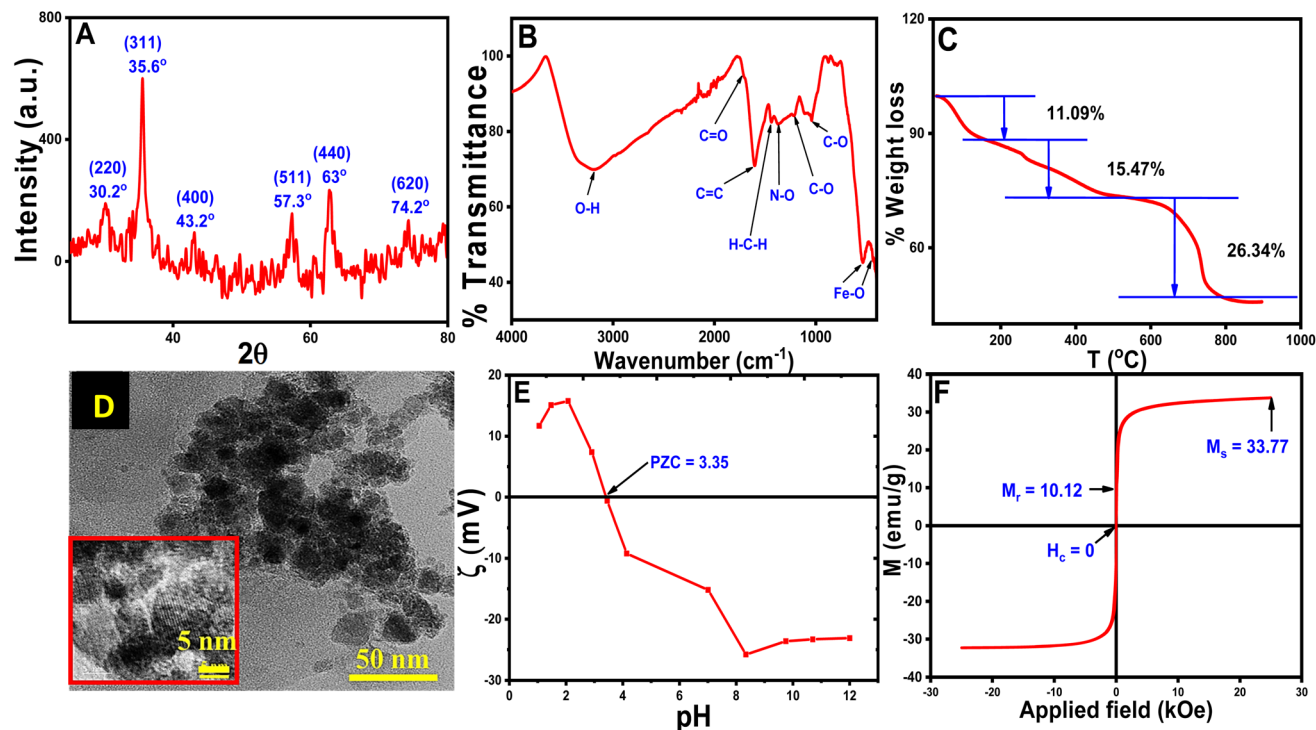 A
800
400
0
Intensity (a.u.)
(311)
35.6°
(220)
30.2°
(400)
43.2°
(511)
57.3°
(440)
63°
(620)
74.2°
40
60
80
2θ
B
100
80
60
40
% Transmittance
C=O
C=C
O-H
H-C-H
N-O
C-O
C-O
Fe-O
4000
3000
2000
1000
Wavenumber (cm⁻¹)
C
120
90
60
% Weight loss
11.09%
15.47%
26.34%
200
400
600
800
1000
T (°C)
D
5 nm
50 nm
E
20
10
0
-10
-20
-30
ζ (mV)
PZC = 3.35
0
2
4
6
8
10
12
pH
F
40
30
20
10
0
-10
-20
-30
-40
M (emu/g)
Mₛ = 33.77
Mᵣ = 10.12
H꜀ = 0
-30
-20
-10
0
10
20
30
Applied field (kOe)